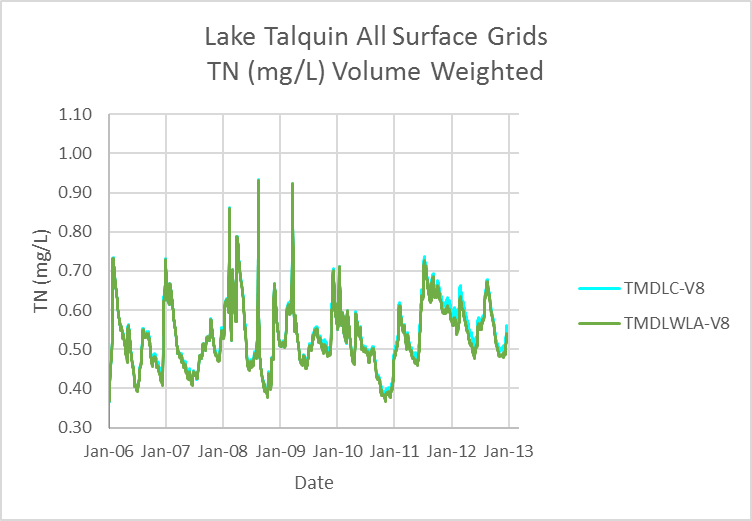 Lake Talquin All Surface Grids
TN (mg/L) Volume Weighted
1.10
1.00
0.90
0.80
0.70
0.60
0.50
0.40
0.30
TN (mg/L)
Jan-06 Jan-07 Jan-08 Jan-09 Jan-10 Jan-11 Jan-12 Jan-13
Date
TMDLC-V8
TMDLWLA-V8